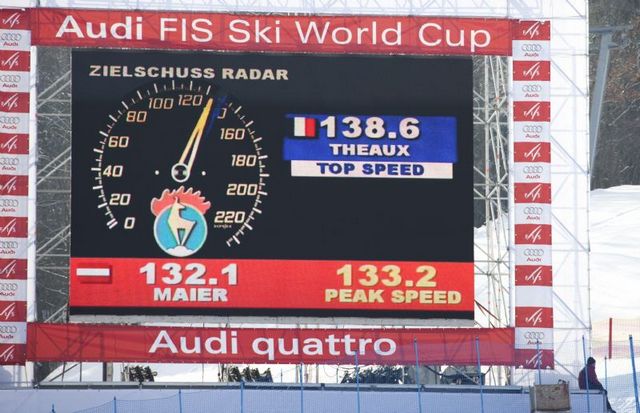 Audi FIS Ski World Cup
ZIELSCHUSS RADAR
0
20
40
60
80
100
120
160
180
200
220
138.6
THEAUX
TOP SPEED
132.1
MAIER
133.2
PEAK SPEED
Audi quattro
Audi